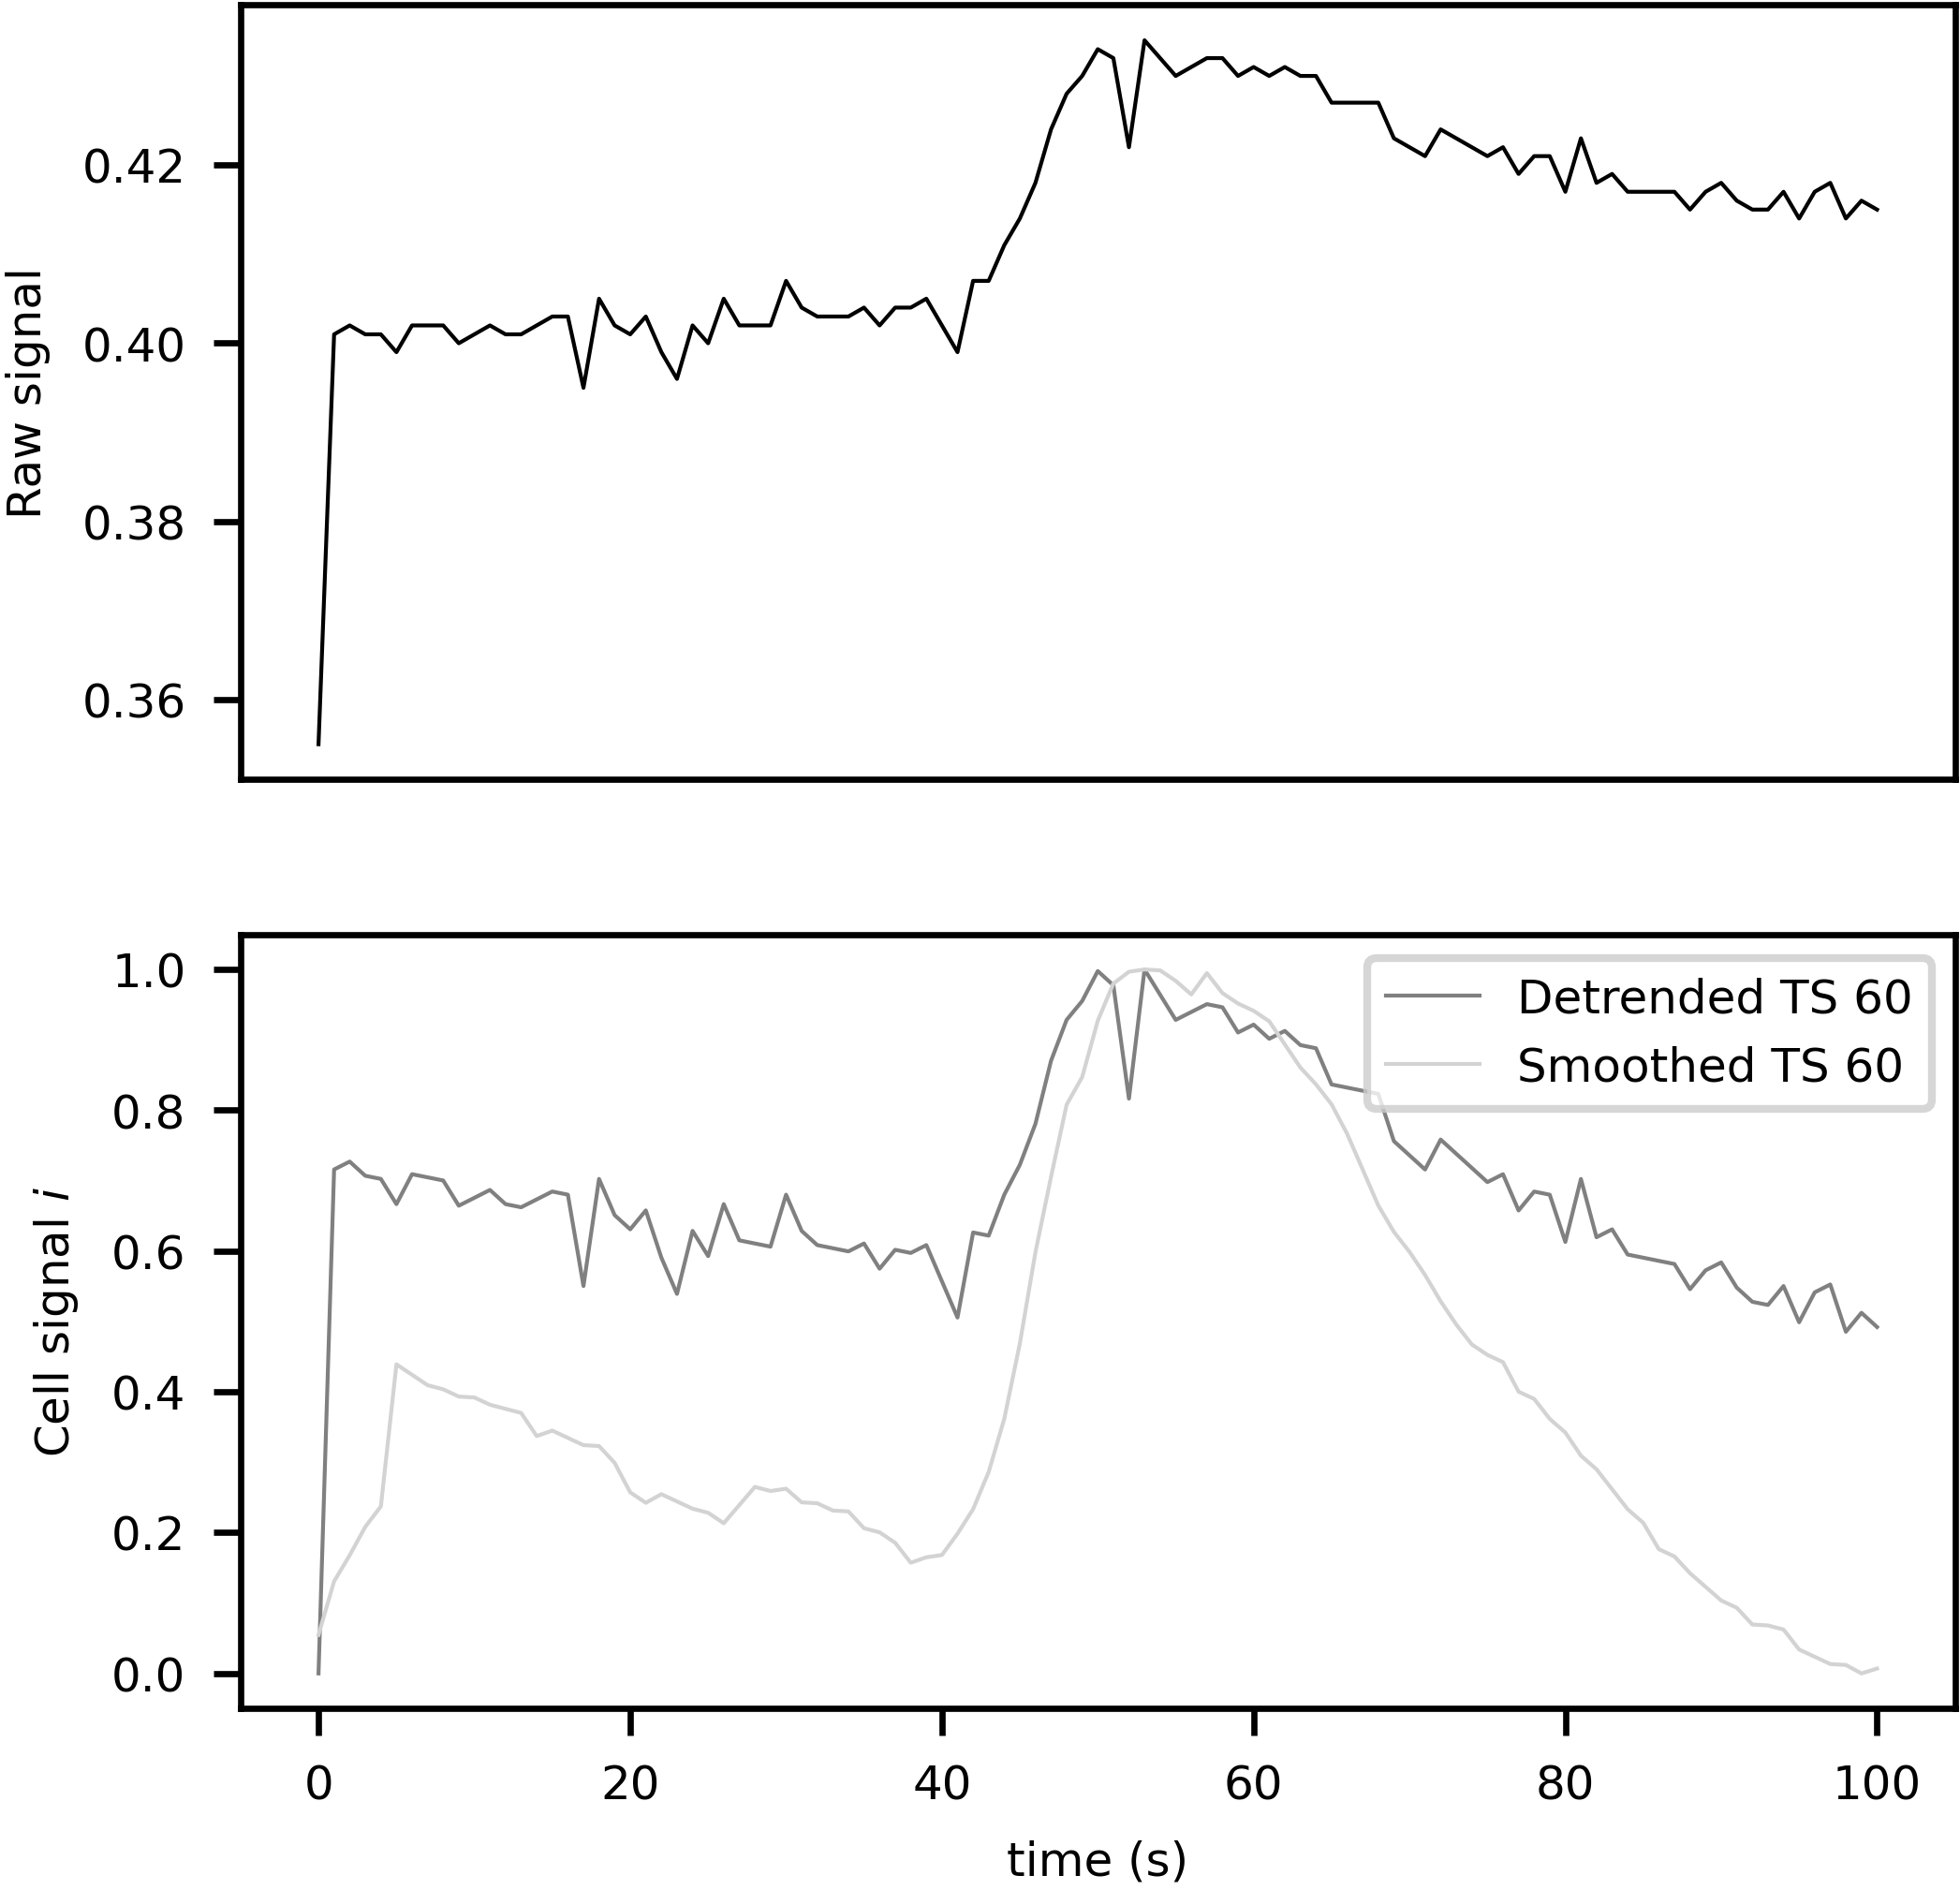 Raw signal
0.42
0.40
0.38
0.36
Cell signal i
1.0
0.8
0.6
0.4
0.2
0.0
Detrended TS 60
Smoothed TS 60
0 20 40 60 80 100
time (s)